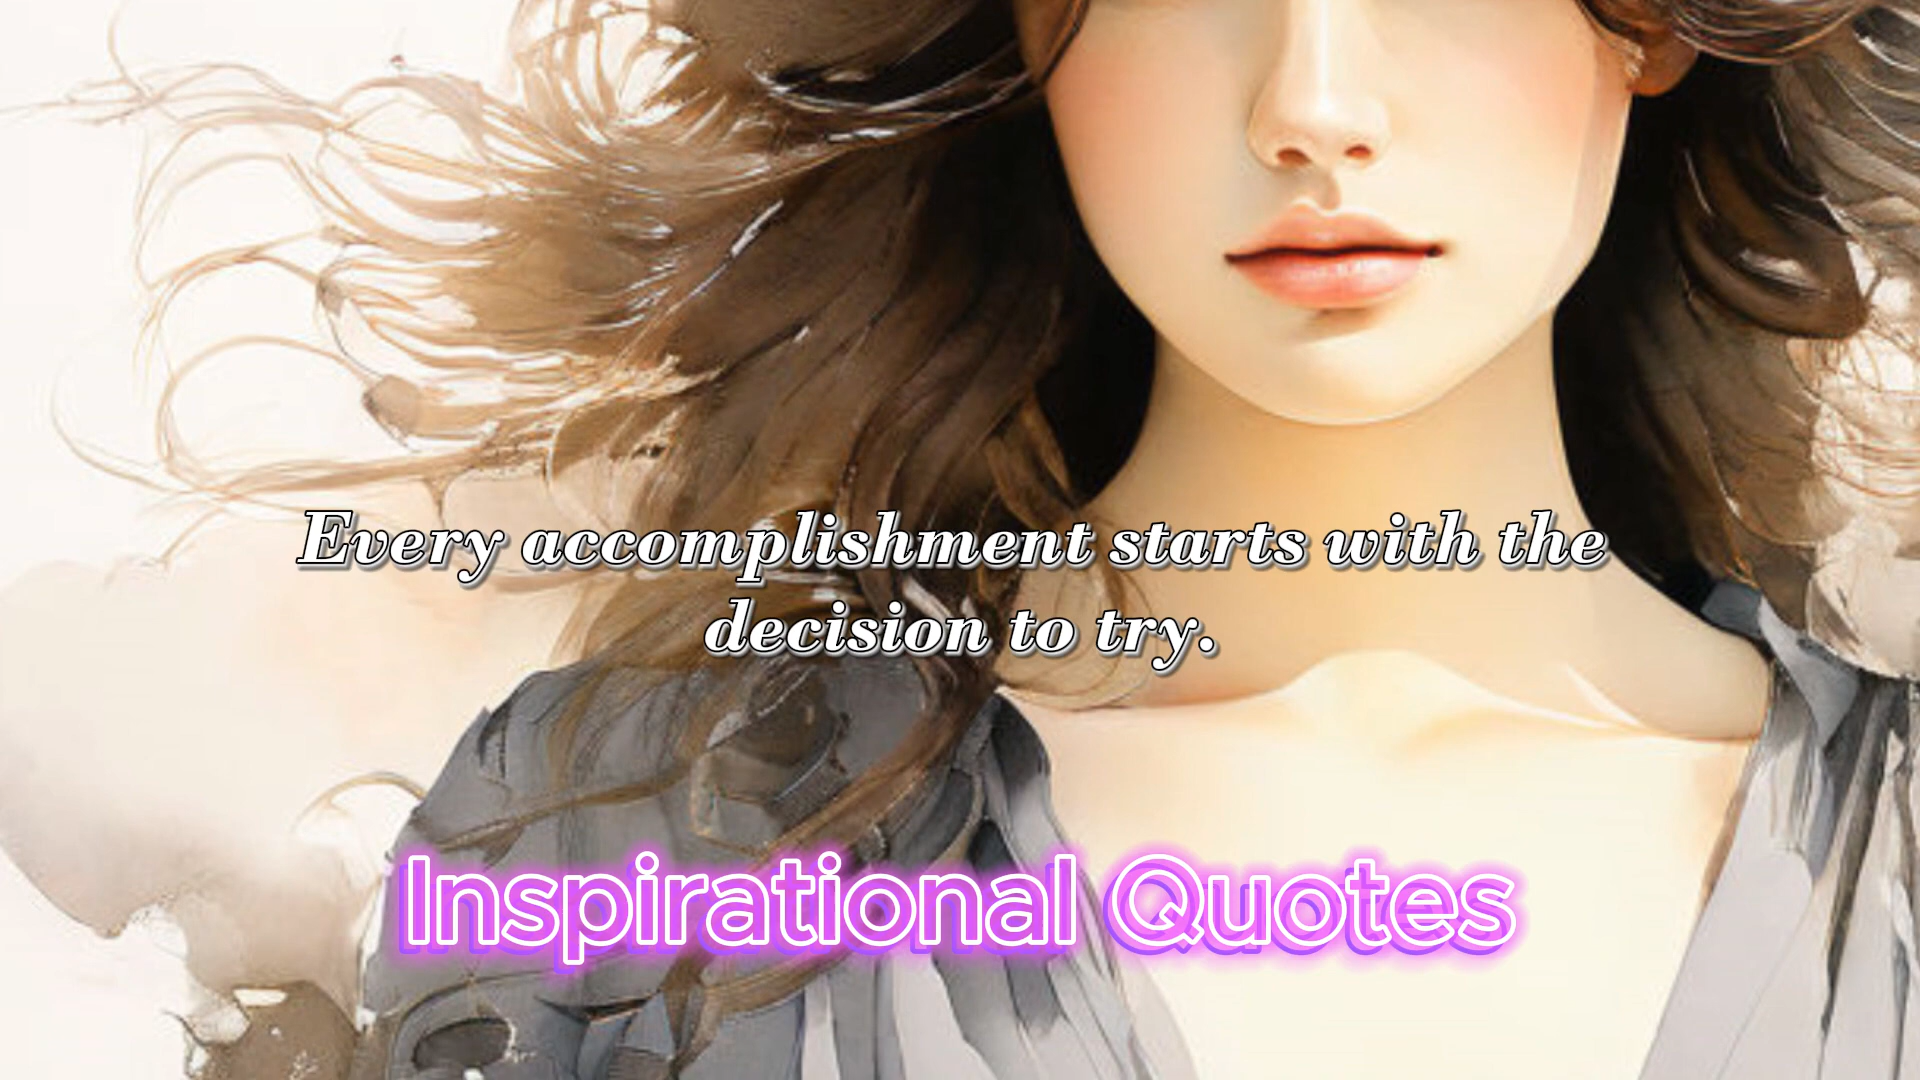 Every accomplishment starts with the
decision to try.
Inspirational Quotes